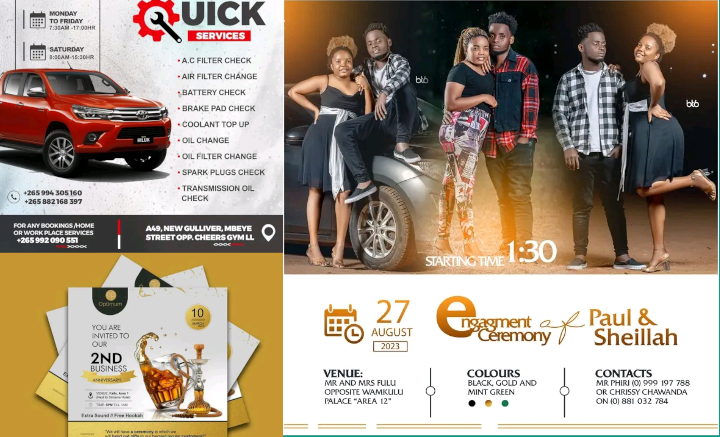 MONDAY
TO FRIDAY
7:30AM -17:00HR
SATURDAY
8:30AM-15:30HR
QUICK
SERVICES
• A.C FILTER CHECK
• AIR FILTER CHANGE
• BATTERY CHECK
• BRAKE PAD CHECK
• COOLANT TOP UP
• OIL CHANGE
• OIL FILTER CHANGE
• SPARK PLUGS CHECK
• TRANSMISSION OIL
CHECK
HILUX
+265 994 305 160
+265 882 168 397
FOR ANY BOOKINGS /HOME
OR WORK PLACE SERVICES
+265 992 090 551
A49, NEW GULLIVER, MBEYE
STREET OPP. CHEERS GYM LL
Optimum
10
YOU ARE
INVITED TO
OUR
2ND
BUSINESS
ANNIVERSARY
Extra Sound / Free Hookah
bt6
bt6
STARTING TIME 1:30
27
AUGUST
2023
Engagment
Ceremony
of
Paul &
Sheillah
VENUE:
MR AND MRS FULU
OPPOSITE WAMKULU
PALACE "AREA 12"
COLOURS
BLACK, GOLD AND
MINT GREEN
CONTACTS
MR PHIRI (0) 999 197 788
OR CHRISSY CHAWANDA
ON (0) 881 032 784